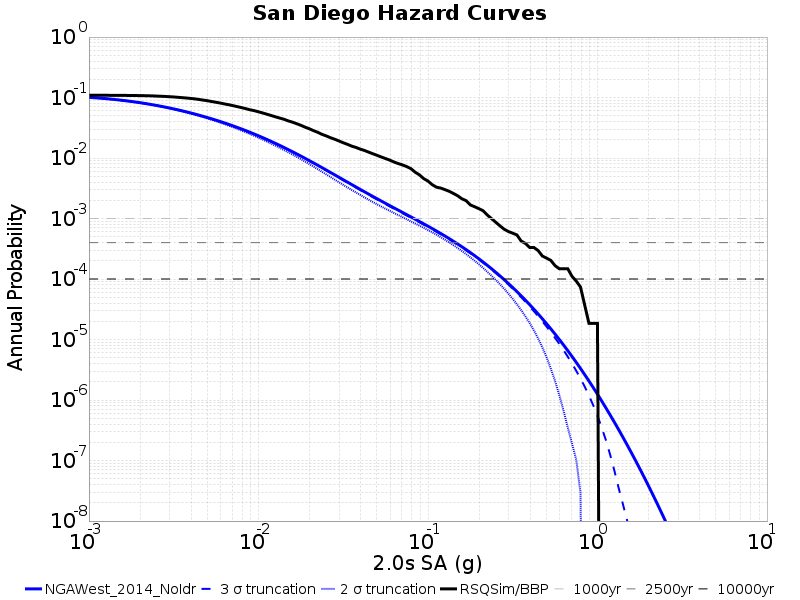 San Diego Hazard Curves
Annual Probability
10^0
10^-1
10^-2
10^-3
10^-4
10^-5
10^-6
10^-7
10^-8
10^-3 10^-2 10^-1 10^0 10^1
2.0s SA (g)
NGAWest_2014_NoIdr 3 σ truncation 2 σ truncation RSQSim/BBP 1000yr 2500yr 10000yr